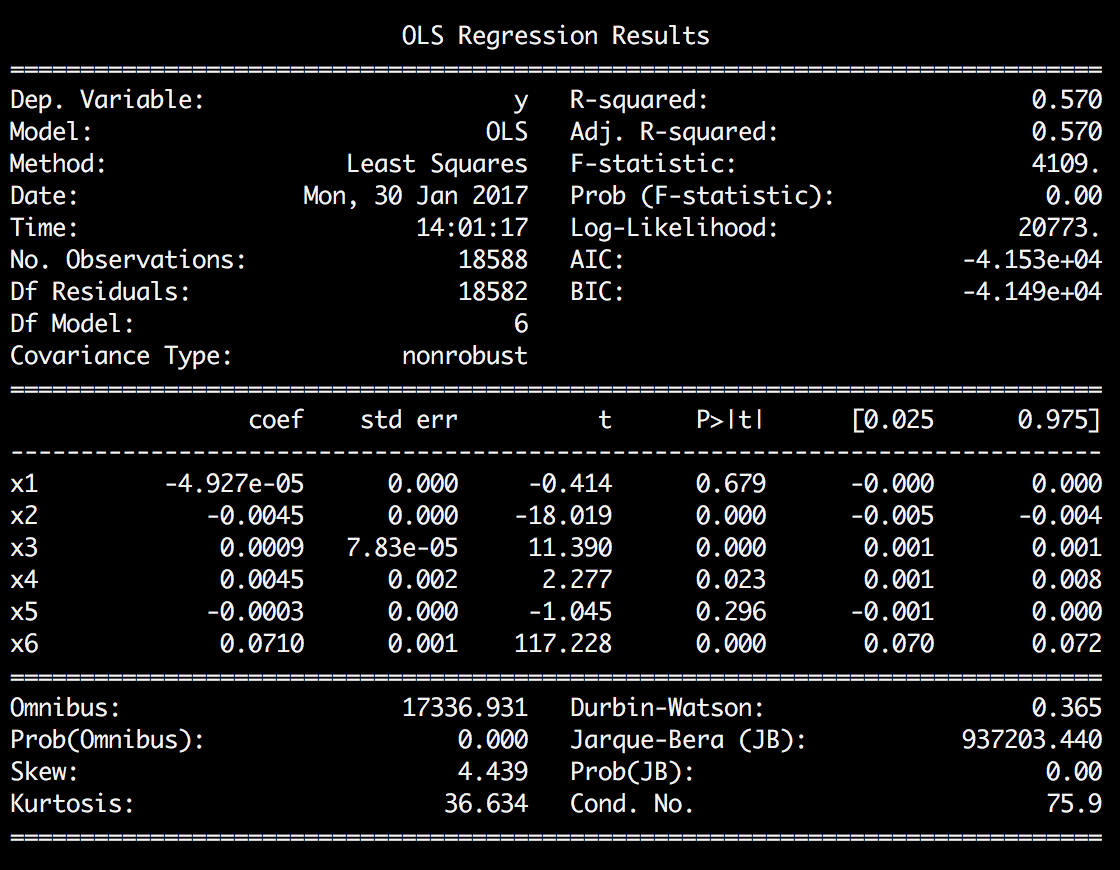 OLS Regression Results
==============================================================================
Dep. Variable:                      y   R-squared:                       0.570
Model:                            OLS   Adj. R-squared:                  0.570
Method:                 Least Squares   F-statistic:                     4109.
Date:                Mon, 30 Jan 2017   Prob (F-statistic):               0.00
Time:                        14:01:17   Log-Likelihood:                 20773.
No. Observations:               18588   AIC:                        -4.153e+04
Df Residuals:                   18582   BIC:                        -4.149e+04
Df Model:                           6
Covariance Type:            nonrobust
==============================================================================
                 coef    std err          t      P>|t|      [0.025      0.975]
------------------------------------------------------------------------------
x1         -4.927e-05      0.000     -0.414      0.679      -0.000       0.000
x2            -0.0045      0.000    -18.019      0.000      -0.005      -0.004
x3             0.0009   7.83e-05     11.390      0.000       0.001       0.001
x4             0.0045      0.002      2.277      0.023       0.001       0.008
x5            -0.0003      0.000     -1.045      0.296      -0.001       0.000
x6             0.0710      0.001    117.228      0.000       0.070       0.072
==============================================================================
Omnibus:                    17336.931   Durbin-Watson:                   0.365
Prob(Omnibus):                  0.000   Jarque-Bera (JB):           937203.440
Skew:                           4.439   Prob(JB):                         0.00
Kurtosis:                      36.634   Cond. No.                         75.9
==============================================================================